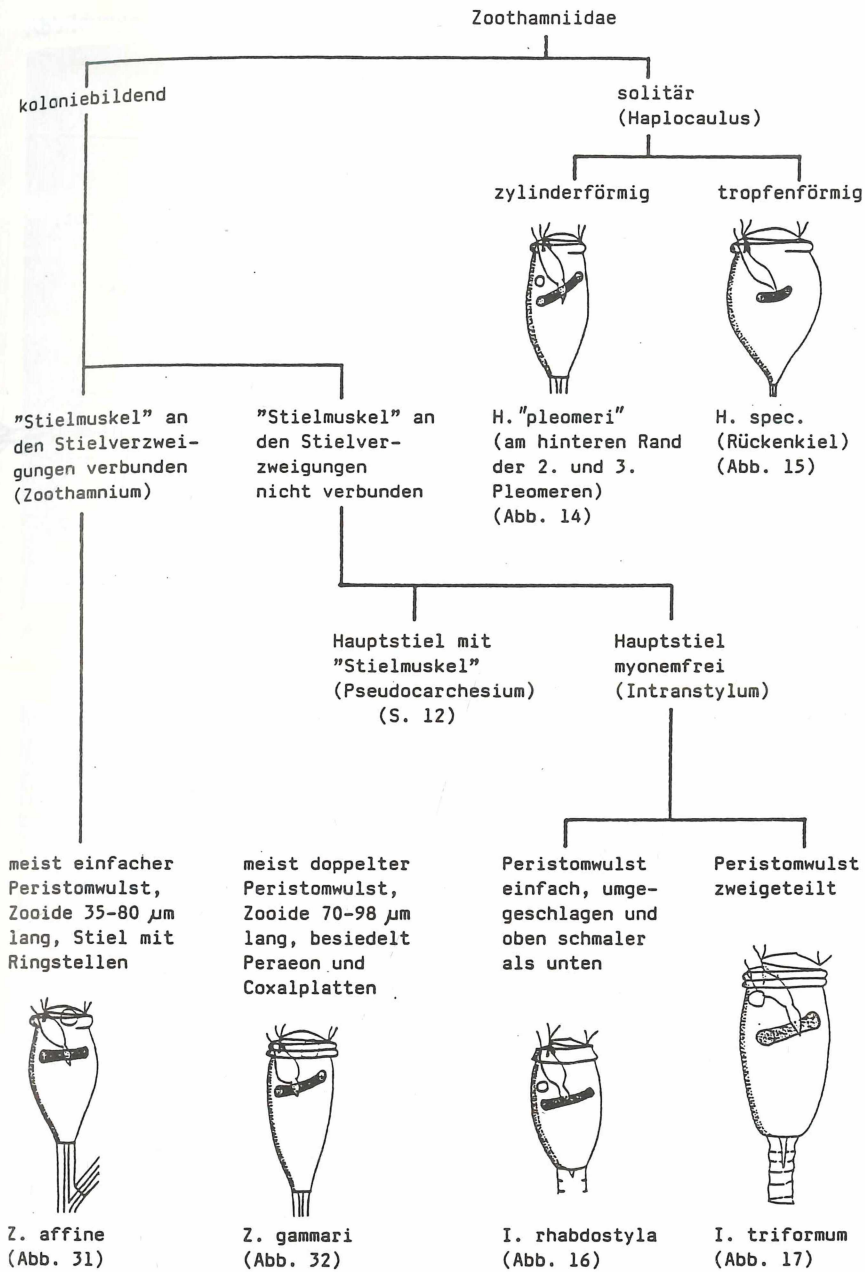 Zoothamniidae
koloniebildend
solitär
(Haplocaulus)
zylinderförmig
tropfenförmig
"Stielmuskel" an
den Stielverzwei-
gungen verbunden
(Zoothamnium)
"Stielmuskel" an
den Stielver-
zweigungen
nicht verbunden
H. "pleomeri"
(am hinteren Rand
der 2. und 3.
Pleomeren)
(Abb. 14)
H. spec.
(Rückenkiel)
(Abb. 15)
Hauptstiel mit
"Stielmuskel"
(Pseudocarchesium)
(S. 12)
Hauptstiel
myonemfrei
(Intranstylum)
meist einfacher
Peristomwulst,
Zooide 35-80 µm
lang, Stiel mit
Ringstellen
meist doppelter
Peristomwulst,
Zooide 70-98 µm
lang, besiedelt
Peraeon und
Coxalplatten
Peristomwulst
einfach, umge-
geschlagen und
oben schmaler
als unten
Peristomwulst
zweigeteilt
Z. affine
(Abb. 31)
Z. gammari
(Abb. 32)
I. rhabdostyla
(Abb. 16)
I. triformum
(Abb. 17)